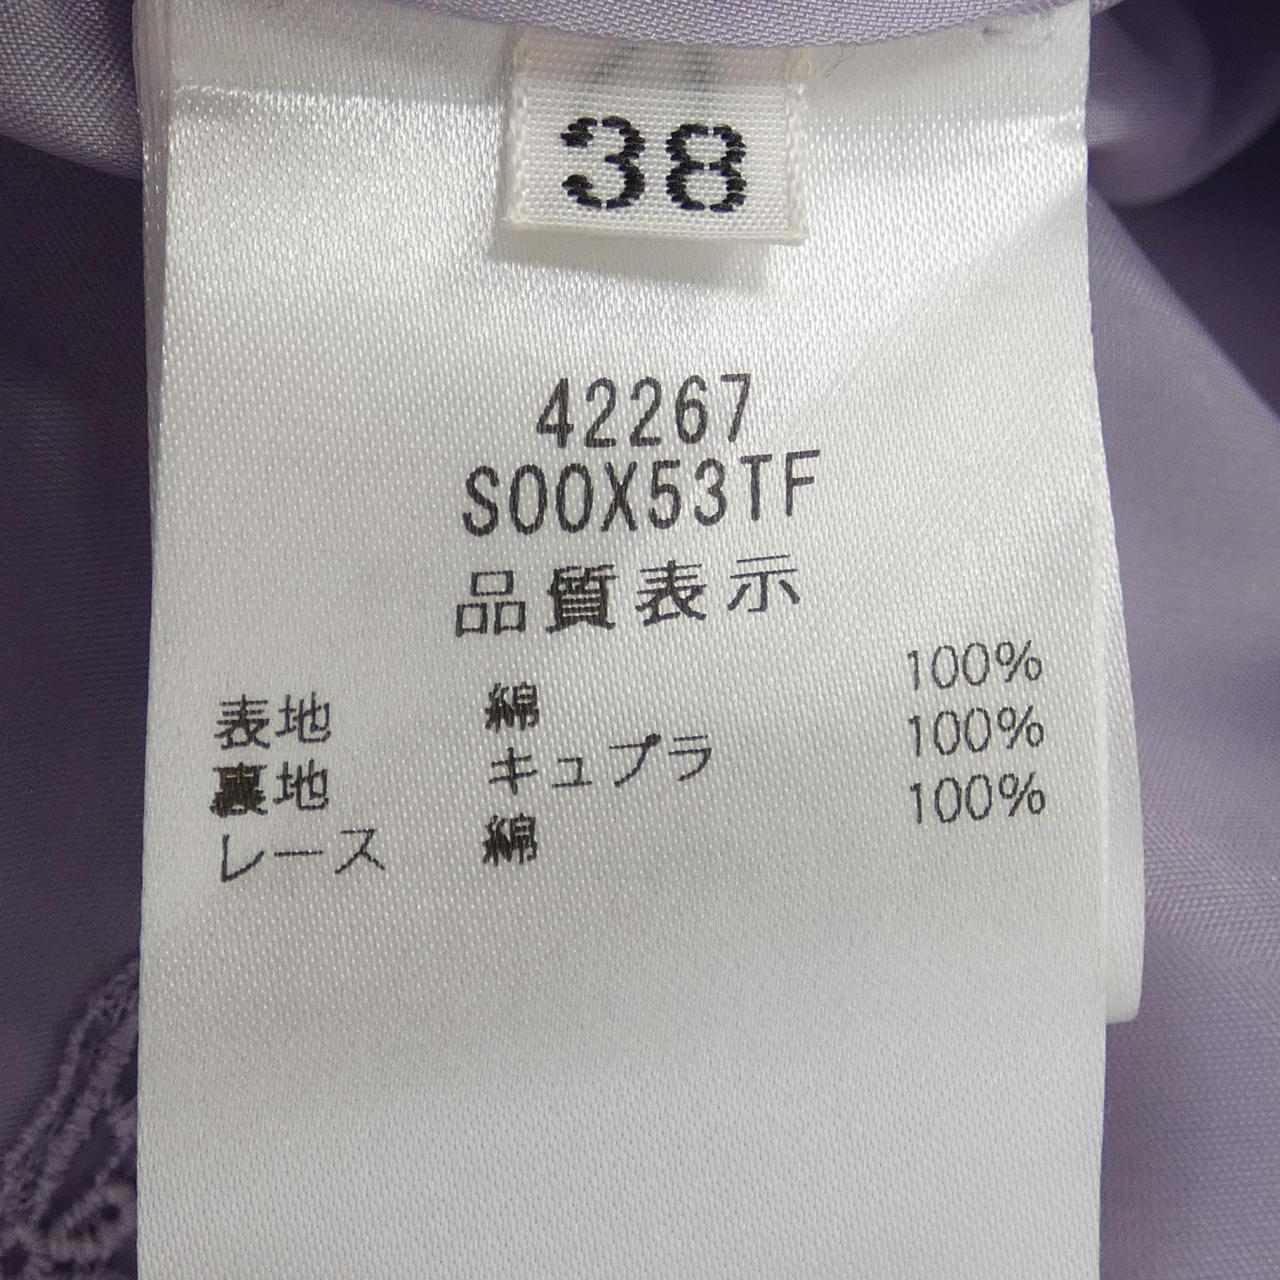 38
42267
S00X53TF
品質表示
表地 綿 100%
裏地 キュプラ 100%
レース 綿 100%